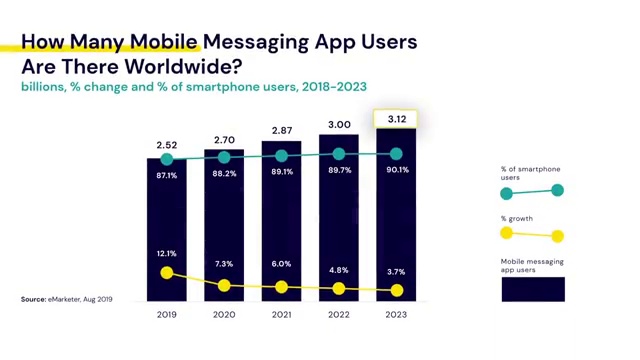 How Many Mobile Messaging App Users
Are There Worldwide?
billions, % change and % of smartphone users, 2018-2023
2.52
2.70
2.87
3.00
3.12
87.1%
88.2%
89.1%
89.7%
90.1%
12.1%
7.3%
6.0%
4.8%
3.7%
2019
2020
2021
2022
2023
% of smartphone
users
% growth
Mobile messaging
app users
Source: eMarketer, Aug 2019